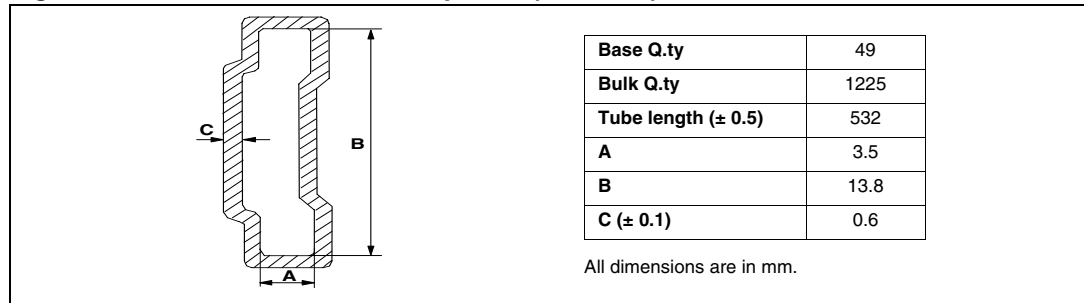 C
B
A
Base Q.ty 49
Bulk Q.ty 1225
Tube length (± 0.5) 532
A 3.5
B 13.8
C (± 0.1) 0.6
All dimensions are in mm.